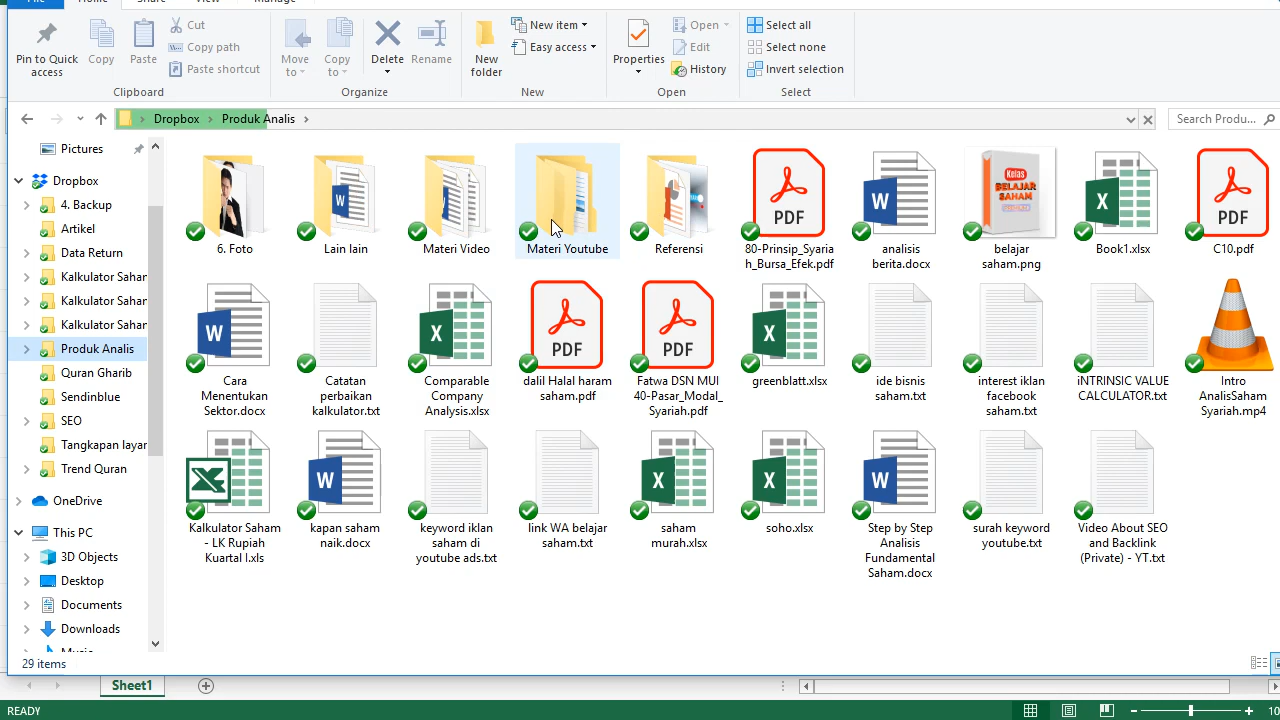 File Home Share View Manage
Pin to Quick access
Copy
Paste
Cut
Copy path
Paste shortcut
Clipboard
Move to
Copy to
Delete
Rename
Organize
New folder
New item
Easy access
New
Properties
Open
Edit
History
Open
Select all
Select none
Invert selection
Select
Dropbox > Produk Analis >
Search Produ...
Pictures
Dropbox
4. Backup
Artikel
Data Return
Kalkulator Sahar
Kalkulator Sahar
Kalkulator Sahar
Produk Analis
Quran Gharib
Sendinblue
SEO
Tangkapan layar
Trend Quran
OneDrive
This PC
3D Objects
Desktop
Documents
Downloads
Music
6. Foto
Lain lain
Materi Video
Materi Youtube
Referensi
PDF
80-Prinsip_Syaria
h_Bursa_Efek.pdf
analisis
berita.docx
Kelas
BELAJAR
SAHAM
belajar
saham.png
Book1.xlsx
PDF
C10.pdf
Cara
Menentukan
Sektor.docx
Catatan
perbaikan
kalkulator.txt
Comparable
Company
Analysis.xlsx
PDF
dalil Halal haram
saham.pdf
PDF
Fatwa DSN MUI
40-Pasar_Modal_
Syariah.pdf
greenblatt.xlsx
ide bisnis
saham.txt
interest iklan
facebook
saham.txt
iNTRINSIC VALUE
CALCULATOR.txt
Intro
AnalisSaham
Syariah.mp4
Kalkulator Saham
- LK Rupiah
Kuartal I.xls
kapan saham
naik.docx
keyword iklan
saham di
youtube ads.txt
link WA belajar
saham.txt
saham
murah.xlsx
soho.xlsx
Step by Step
Analisis
Fundamental
Saham.docx
surah keyword
youtube.txt
Video About SEO
and Backlink
(Private) - YT.txt
29 items
Sheet1
READY
10